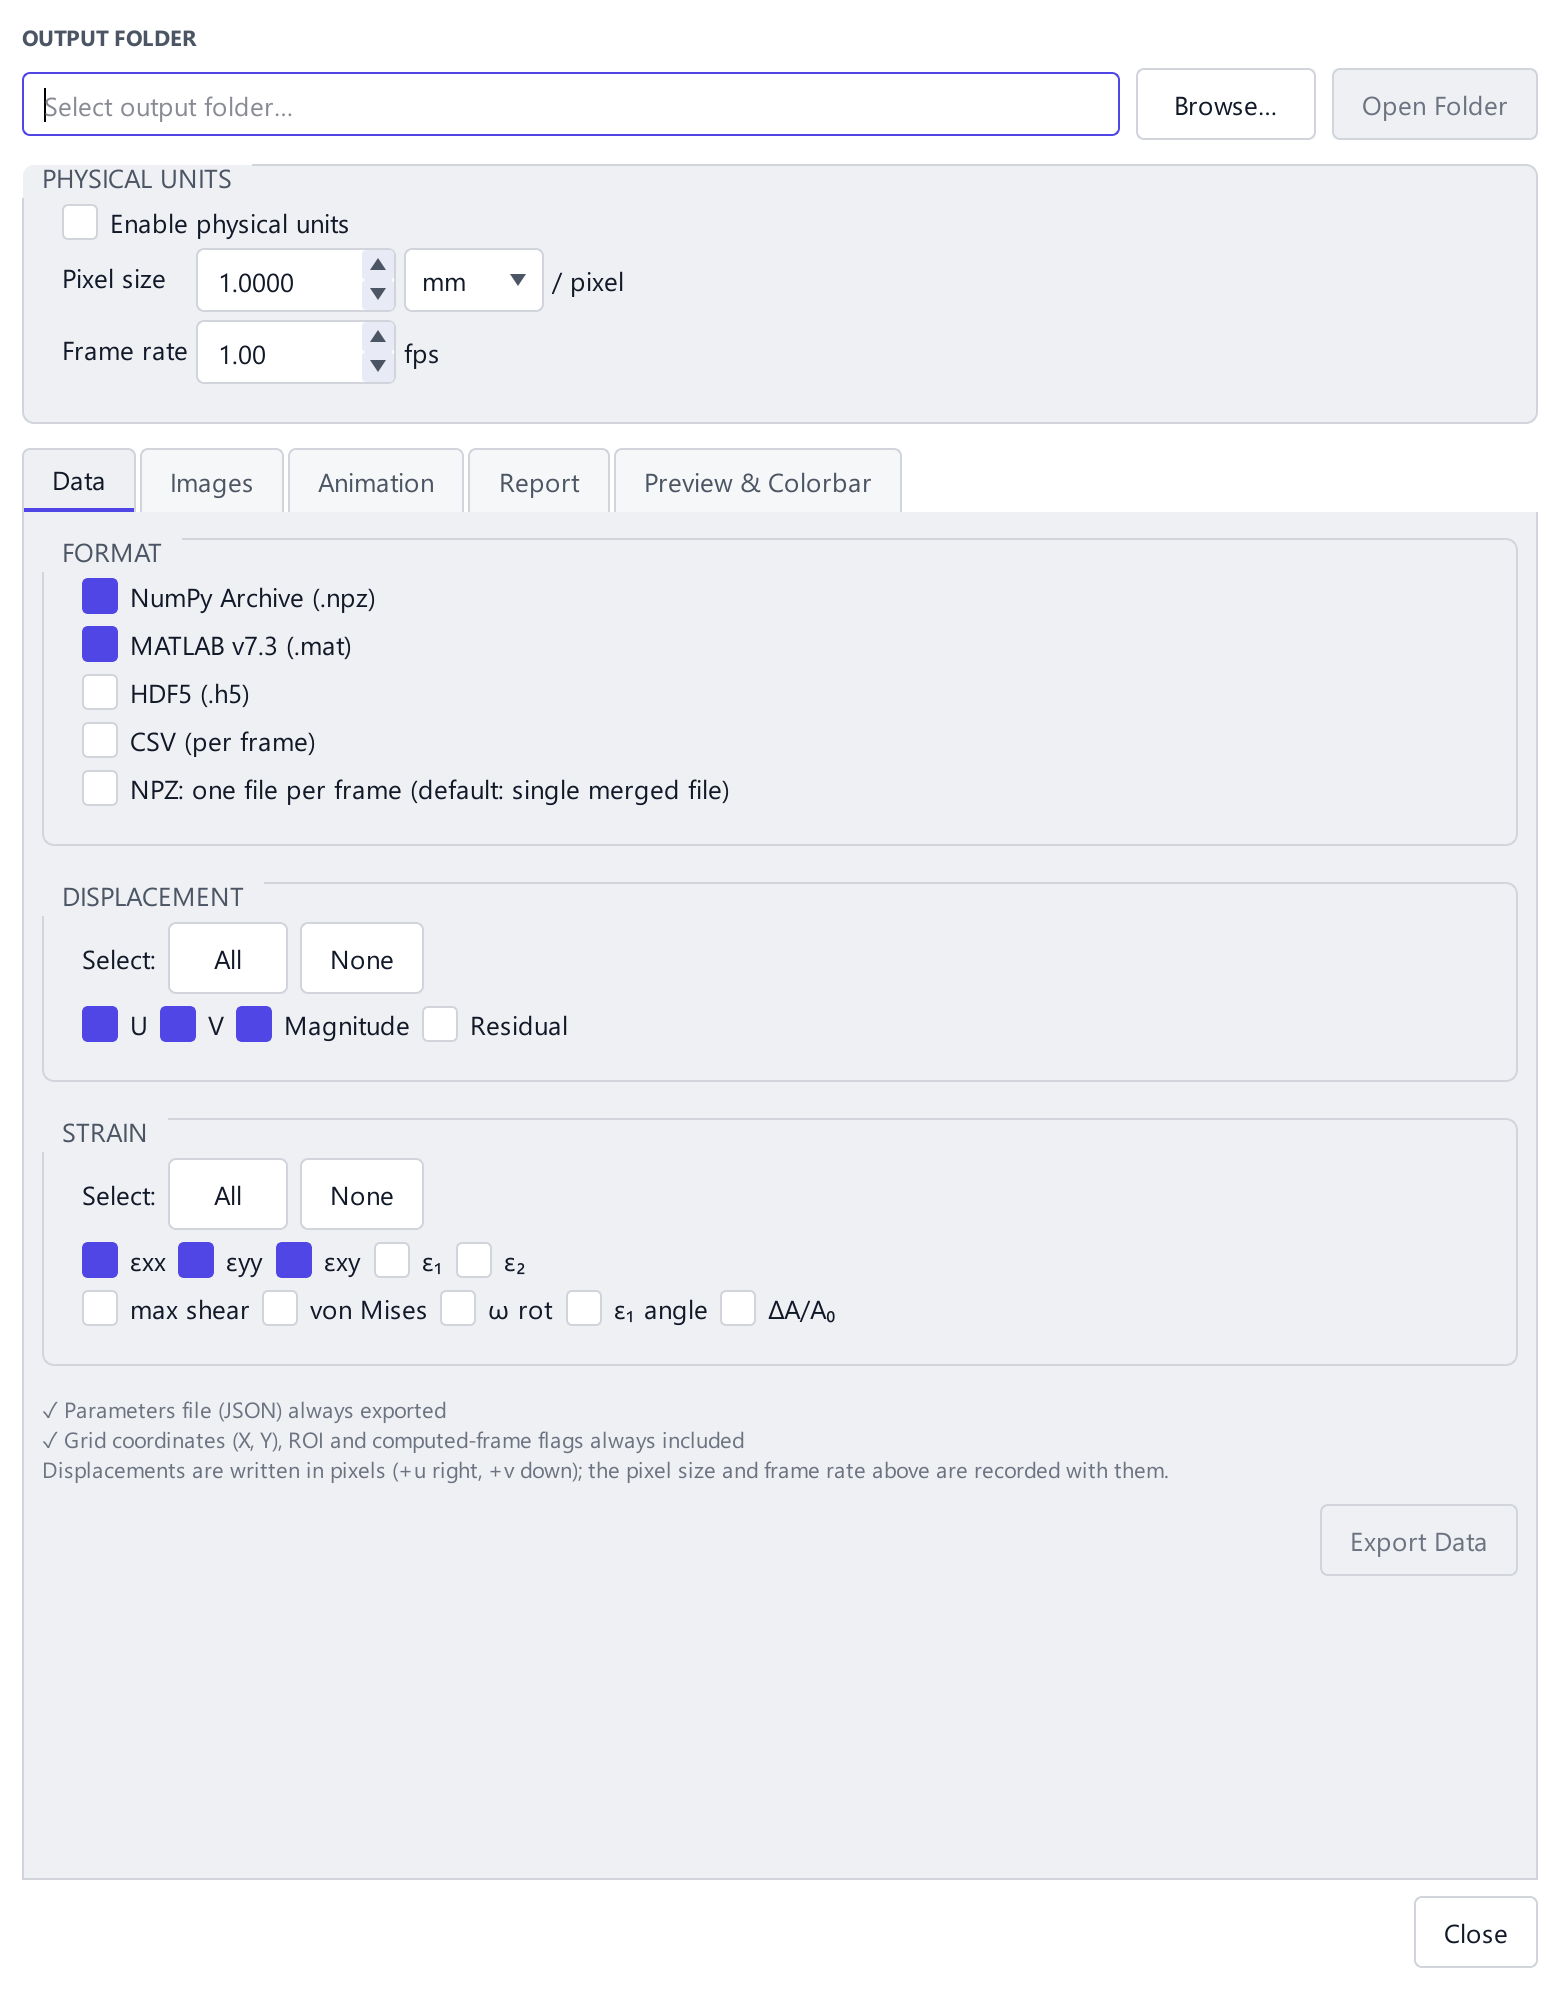 OUTPUT FOLDER
Select output folder...
Browse...
Open Folder
PHYSICAL UNITS
Enable physical units
Pixel size 1.0000 mm / pixel
Frame rate 1.00 fps
Data Images Animation Report Preview & Colorbar
FORMAT
NumPy Archive (.npz)
MATLAB v7.3 (.mat)
HDF5 (.h5)
CSV (per frame)
NPZ: one file per frame (default: single merged file)
DISPLACEMENT
Select: All None
U V Magnitude Residual
STRAIN
Select: All None
εxx εyy εxy ε₁ ε₂
max shear von Mises ω rot ε₁ angle ΔA/A₀
✓ Parameters file (JSON) always exported
✓ Grid coordinates (X, Y), ROI and computed-frame flags always included
Displacements are written in pixels (+u right, +v down); the pixel size and frame rate above are recorded with them.
Export Data
Close